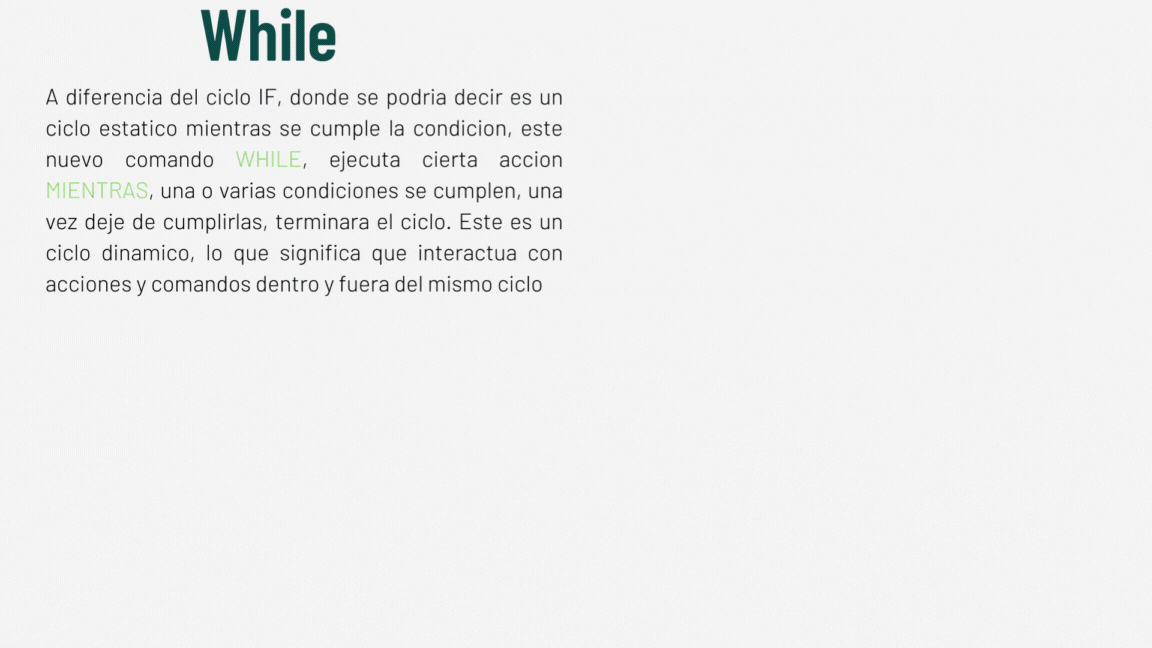 While
A diferencia del ciclo IF, donde se podria decir es un
ciclo estatico mientras se cumple la condicion, este
nuevo comando WHILE, ejecuta cierta accion
MIENTRAS, una o varias condiciones se cumplen, una
vez deje de cumplirlas, terminara el ciclo. Este es un
ciclo dinamico, lo que significa que interactua con
acciones y comandos dentro y fuera del mismo ciclo